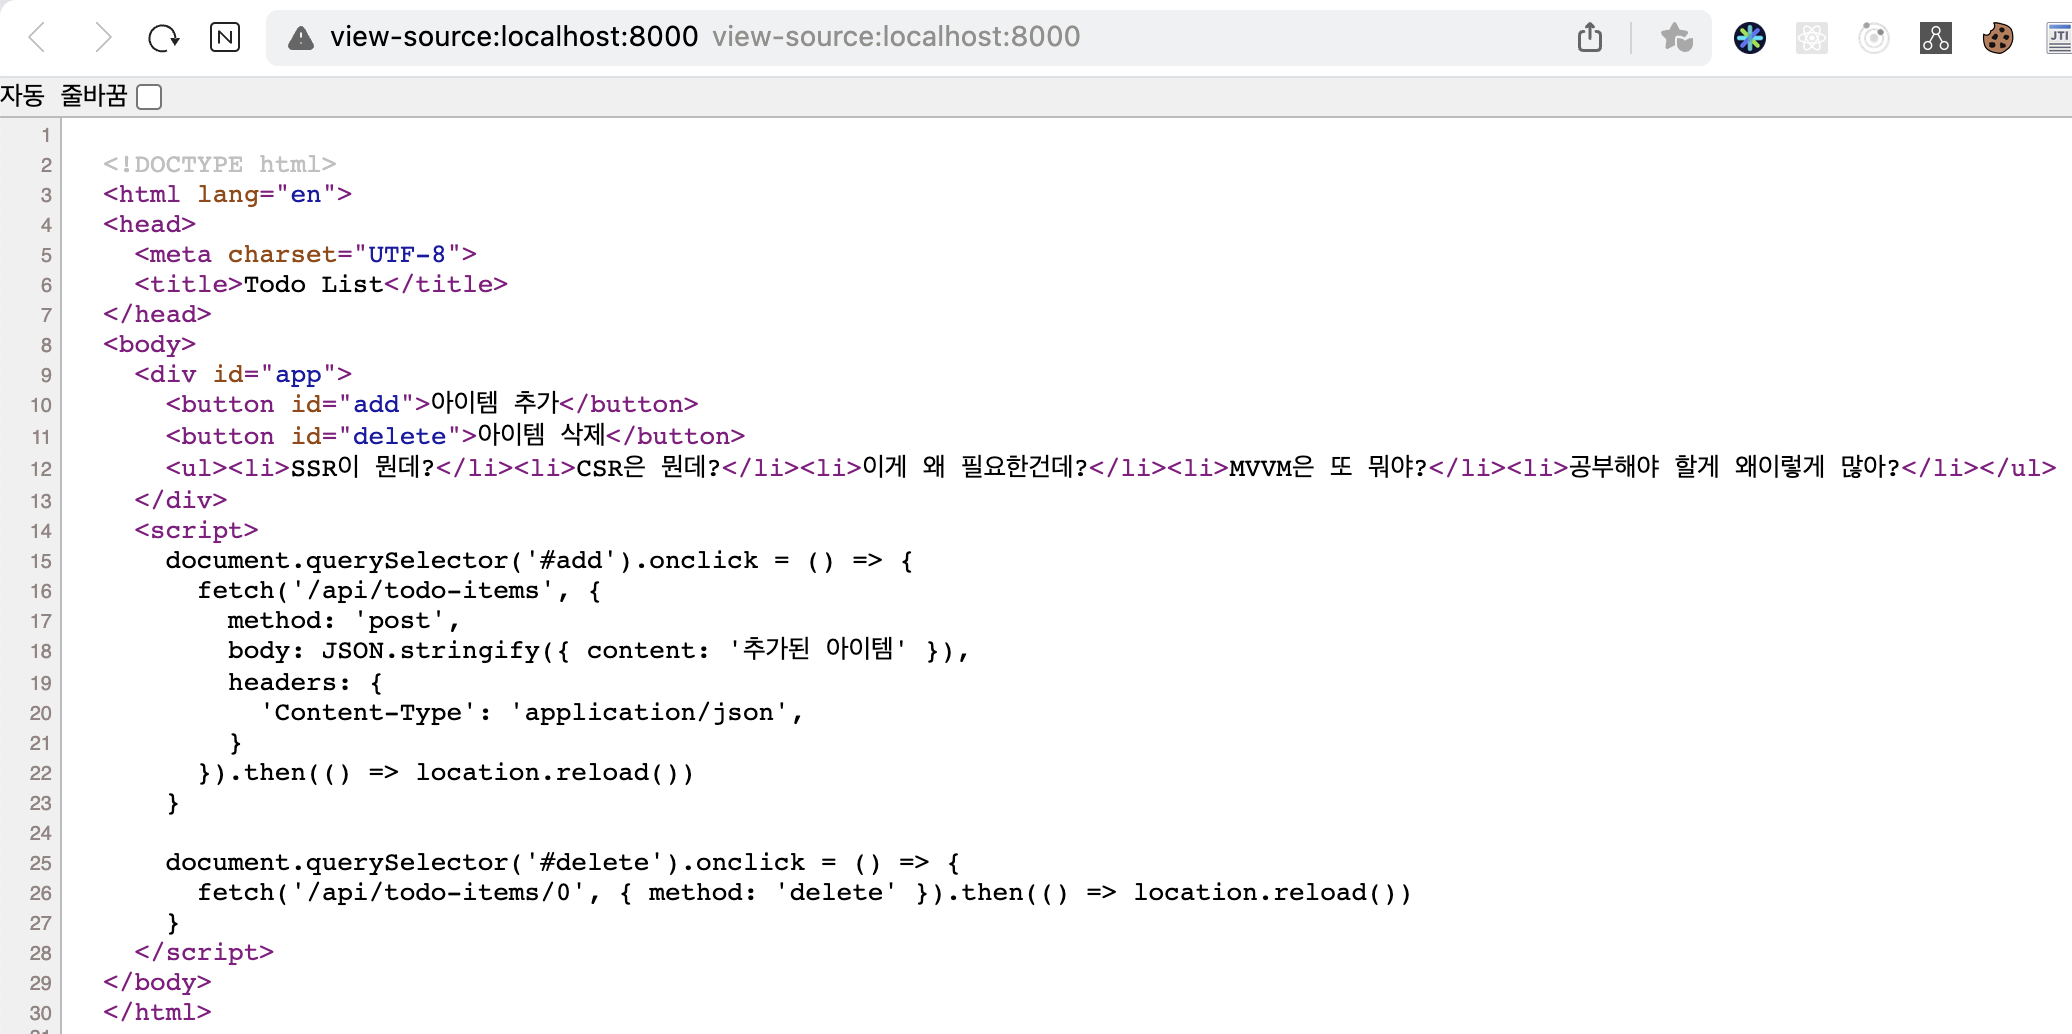 view-source:localhost:8000 view-source:localhost:8000
자동 줄바꿈
1
2 <!DOCTYPE html>
3 <html lang="en">
4 <head>
5 <meta charset="UTF-8">
6 <title>Todo List</title>
7 </head>
8 <body>
9 <div id="app">
10 <button id="add">아이템 추가</button>
11 <button id="delete">아이템 삭제</button>
12 <ul><li>SSR이 뭔데?</li><li>CSR은 뭔데?</li><li>이게 왜 필요한건데?</li><li>MVVM은 또 뭐야?</li><li>공부해야 할게 왜이렇게 많아?</li></ul>
13 </div>
14 <script>
15 document.querySelector('#add').onclick = () => {
16 fetch('/api/todo-items', {
17 method: 'post',
18 body: JSON.stringify({ content: '추가된 아이템' }),
19 headers: {
20 'Content-Type': 'application/json',
21 }
22 }).then(() => location.reload())
23 }
24
25 document.querySelector('#delete').onclick = () => {
26 fetch('/api/todo-items/0', { method: 'delete' }).then(() => location.reload())
27 }
28 </script>
29 </body>
30 </html>